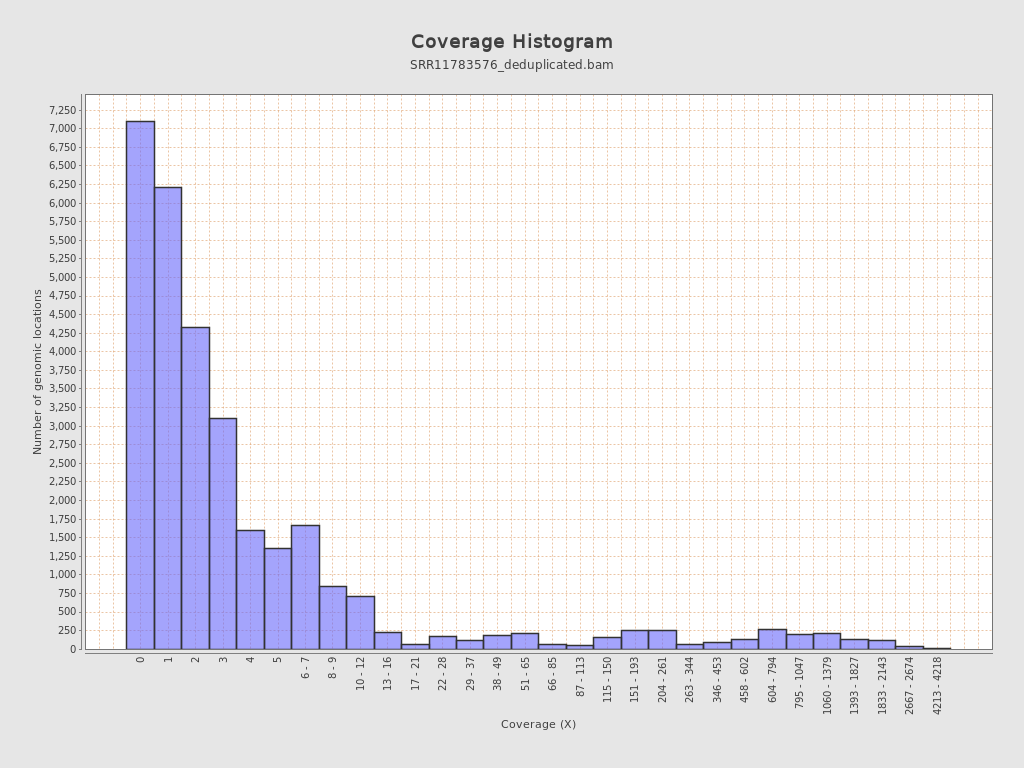 Coverage Histogram
SRR11783576_deduplicated.bam
Number of genomic locations
7,250
7,000
6,750
6,500
6,250
6,000
5,750
5,500
5,250
5,000
4,750
4,500
4,250
4,000
3,750
3,500
3,250
3,000
2,750
2,500
2,250
2,000
1,750
1,500
1,250
1,000
750
500
250
0
0
1
2
3
4
5
6 - 7
8 - 9
10 - 12
13 - 16
17 - 21
22 - 28
29 - 37
38 - 49
51 - 65
66 - 85
87 - 113
115 - 150
151 - 193
204 - 261
263 - 344
346 - 453
458 - 602
604 - 794
795 - 1047
1060 - 1379
1393 - 1827
1833 - 2143
2667 - 2674
4213 - 4218
Coverage (X)